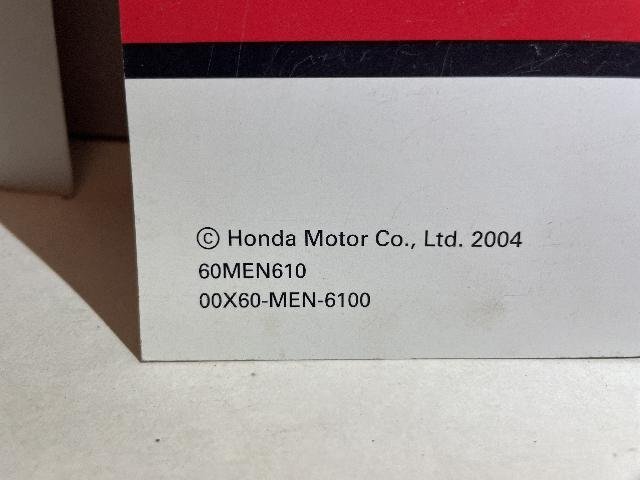 © Honda Motor Co., Ltd. 2004
60MEN610
00X60-MEN-6100